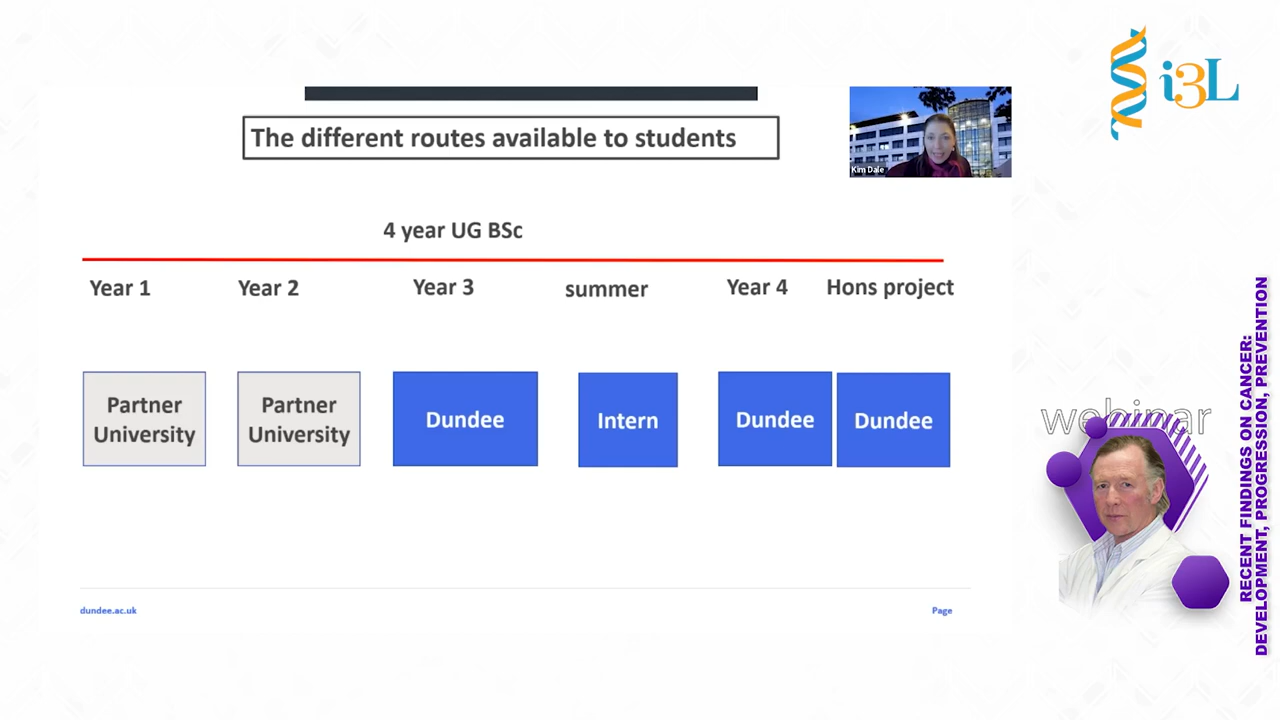 i3L
The different routes available to students
Kim Dale
4 year UG BSc
Year 1
Year 2
Year 3
summer
Year 4
Hons project
Partner
University
Partner
University
Dundee
Intern
Dundee
Dundee
webinar
RECENT FINDINGS ON CANCER:
DEVELOPMENT, PROGRESSION, PREVENTION
dundee.ac.uk
Page